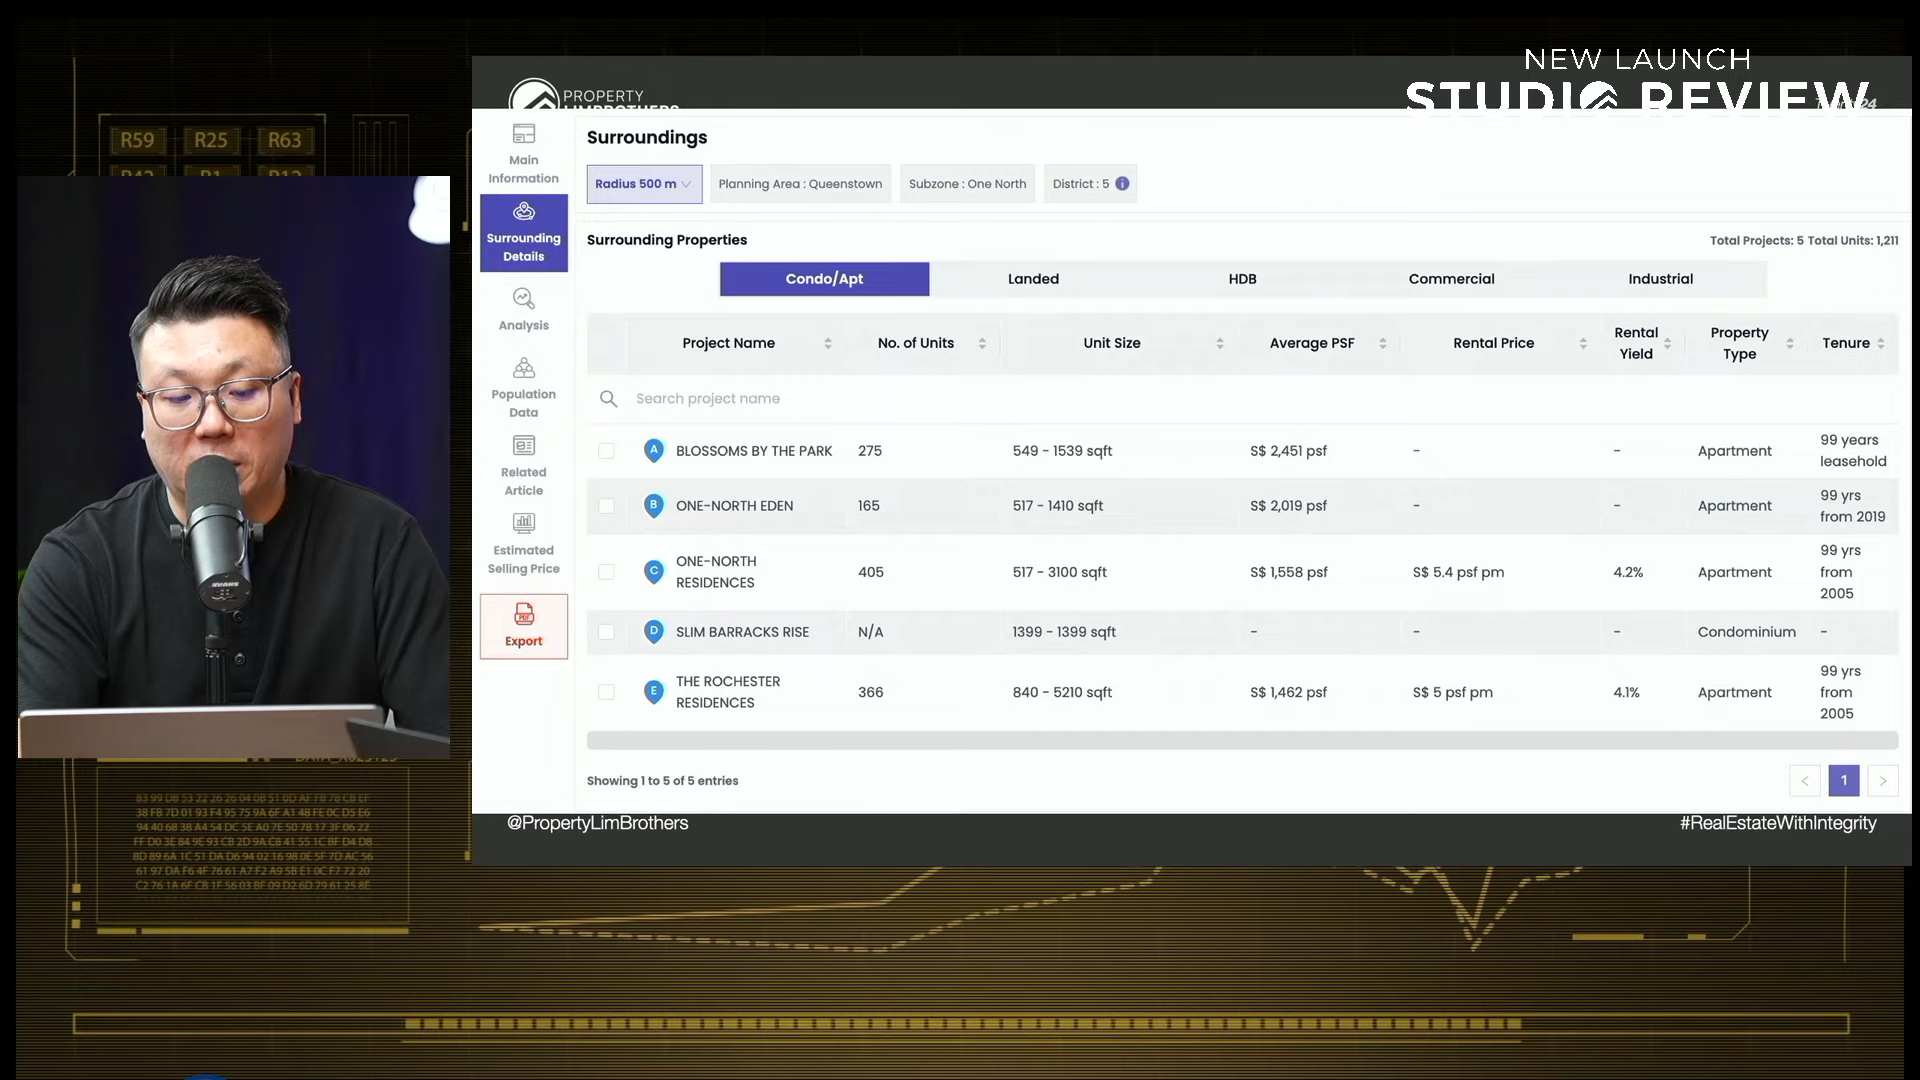 NEW LAUNCH
STUDIO REVIEW
PROPERTY
LIMBROTHERS
R59 R25 R63
Main
Information
Surrounding
Details
Analysis
Population
Data
Related
Article
Estimated
Selling Price
Export
Surroundings
Radius 500 m
Planning Area : Queenstown
Subzone : One North
District : 5
Surrounding Properties
Total Projects: 5 Total Units: 1,211
Condo/Apt Landed HDB Commercial Industrial
Project Name No. of Units Unit Size Average PSF Rental Price Rental Yield Property Type Tenure
Search project name
A BLOSSOMS BY THE PARK 275 549 - 1539 sqft S$ 2,451 psf - - Apartment 99 years leasehold
B ONE-NORTH EDEN 165 517 - 1410 sqft S$ 2,019 psf - - Apartment 99 yrs from 2019
C ONE-NORTH RESIDENCES 405 517 - 3100 sqft S$ 1,558 psf S$ 5.4 psf pm 4.2% Apartment 99 yrs from 2005
D SLIM BARRACKS RISE N/A 1399 - 1399 sqft - - - Condominium -
E THE ROCHESTER RESIDENCES 366 840 - 5210 sqft S$ 1,462 psf S$ 5 psf pm 4.1% Apartment 99 yrs from 2005
Showing 1 to 5 of 5 entries
< 1 >
@PropertyLimBrothers
#RealEstateWithIntegrity